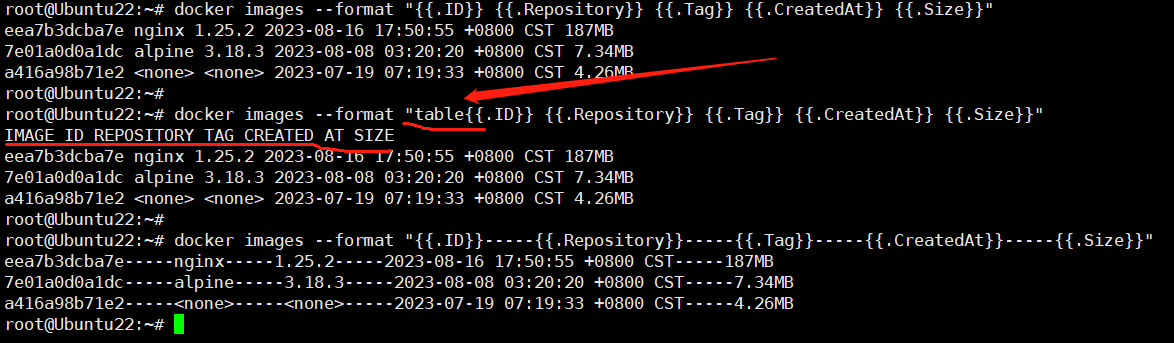 root@Ubuntu22:~# docker images --format "{{.ID}} {{.Repository}} {{.Tag}} {{.CreatedAt}} {{.Size}}"
eea7b3dcba7e nginx 1.25.2 2023-08-16 17:50:55 +0800 CST 187MB
7e01a0d0a1dc alpine 3.18.3 2023-08-08 03:20:20 +0800 CST 7.34MB
a416a98b71e2 <none> <none> 2023-07-19 07:19:33 +0800 CST 4.26MB
root@Ubuntu22:~#
root@Ubuntu22:~# docker images --format "table{{.ID}} {{.Repository}} {{.Tag}} {{.CreatedAt}} {{.Size}}"
IMAGE ID REPOSITORY TAG CREATED AT SIZE
eea7b3dcba7e nginx 1.25.2 2023-08-16 17:50:55 +0800 CST 187MB
7e01a0d0a1dc alpine 3.18.3 2023-08-08 03:20:20 +0800 CST 7.34MB
a416a98b71e2 <none> <none> 2023-07-19 07:19:33 +0800 CST 4.26MB
root@Ubuntu22:~#
root@Ubuntu22:~# docker images --format "{{.ID}}-----{{.Repository}}-----{{.Tag}}-----{{.CreatedAt}}-----{{.Size}}"
eea7b3dcba7e-----nginx-----1.25.2-----2023-08-16 17:50:55 +0800 CST-----187MB
7e01a0d0a1dc-----alpine-----3.18.3-----2023-08-08 03:20:20 +0800 CST-----7.34MB
a416a98b71e2-----<none>-----<none>-----2023-07-19 07:19:33 +0800 CST-----4.26MB
root@Ubuntu22:~#